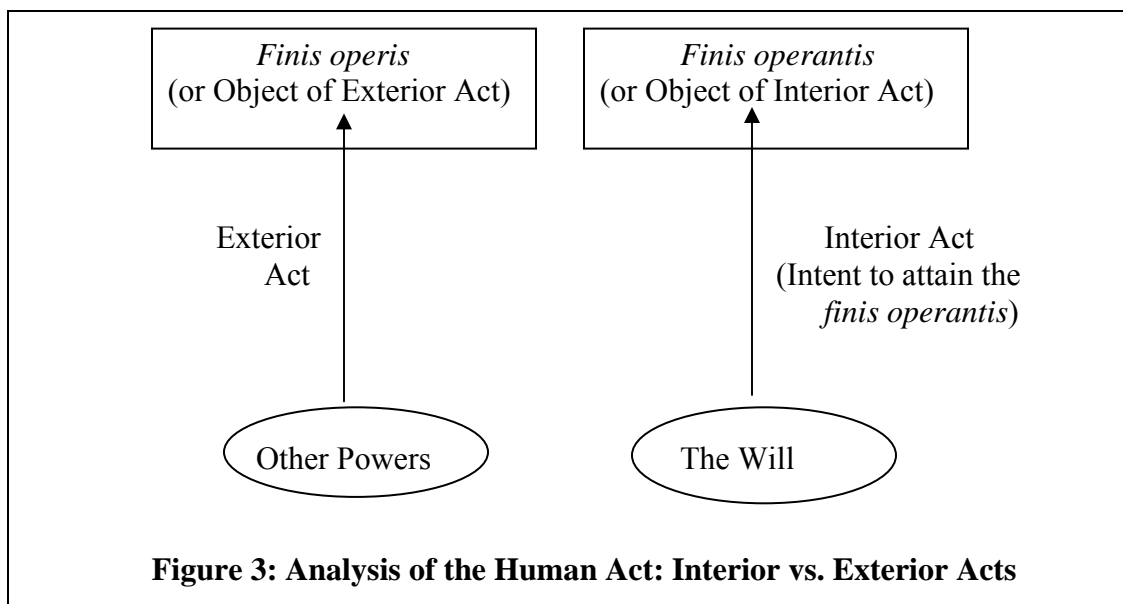 Finis operis
(or Object of Exterior Act)
Finis operantis
(or Object of Interior Act)
Exterior
Act
Interior Act
(Intent to attain the
finis operantis)
Other Powers
The Will
Figure 3: Analysis of the Human Act: Interior vs. Exterior Acts